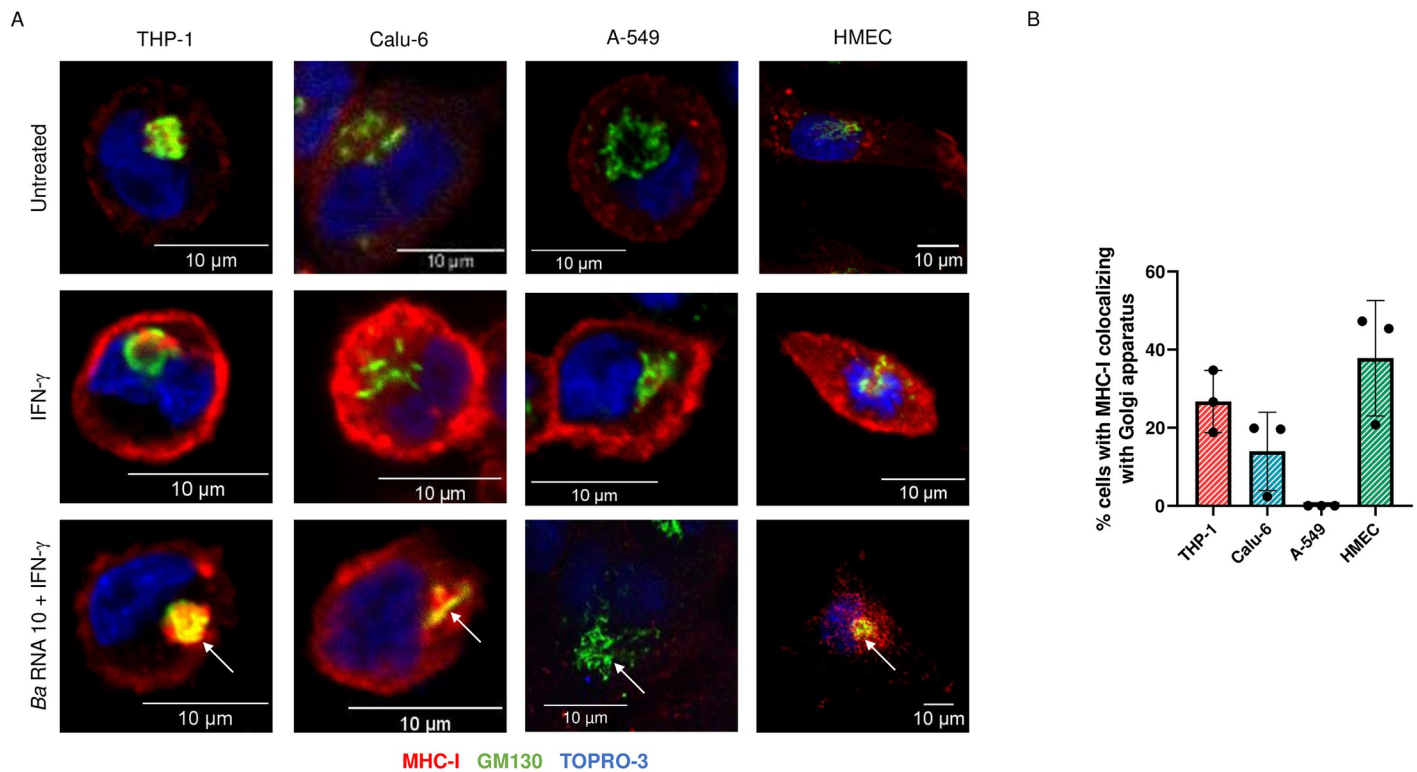 A
B
THP-1 Calu-6 A-549 HMEC
Untreated
10 µm 10 µm 10 µm 10 µm
IFN-γ
10 µm 10 µm 10 µm 10 µm
Ba RNA 10 + IFN-γ
10 µm 10 µm 10 µm 10 µm
MHC-I GM130 TOPRO-3
% cells with MHC-I colocalizing
with Golgi apparatus
60
40
20
0
THP-1 Calu-6 A-549 HMEC